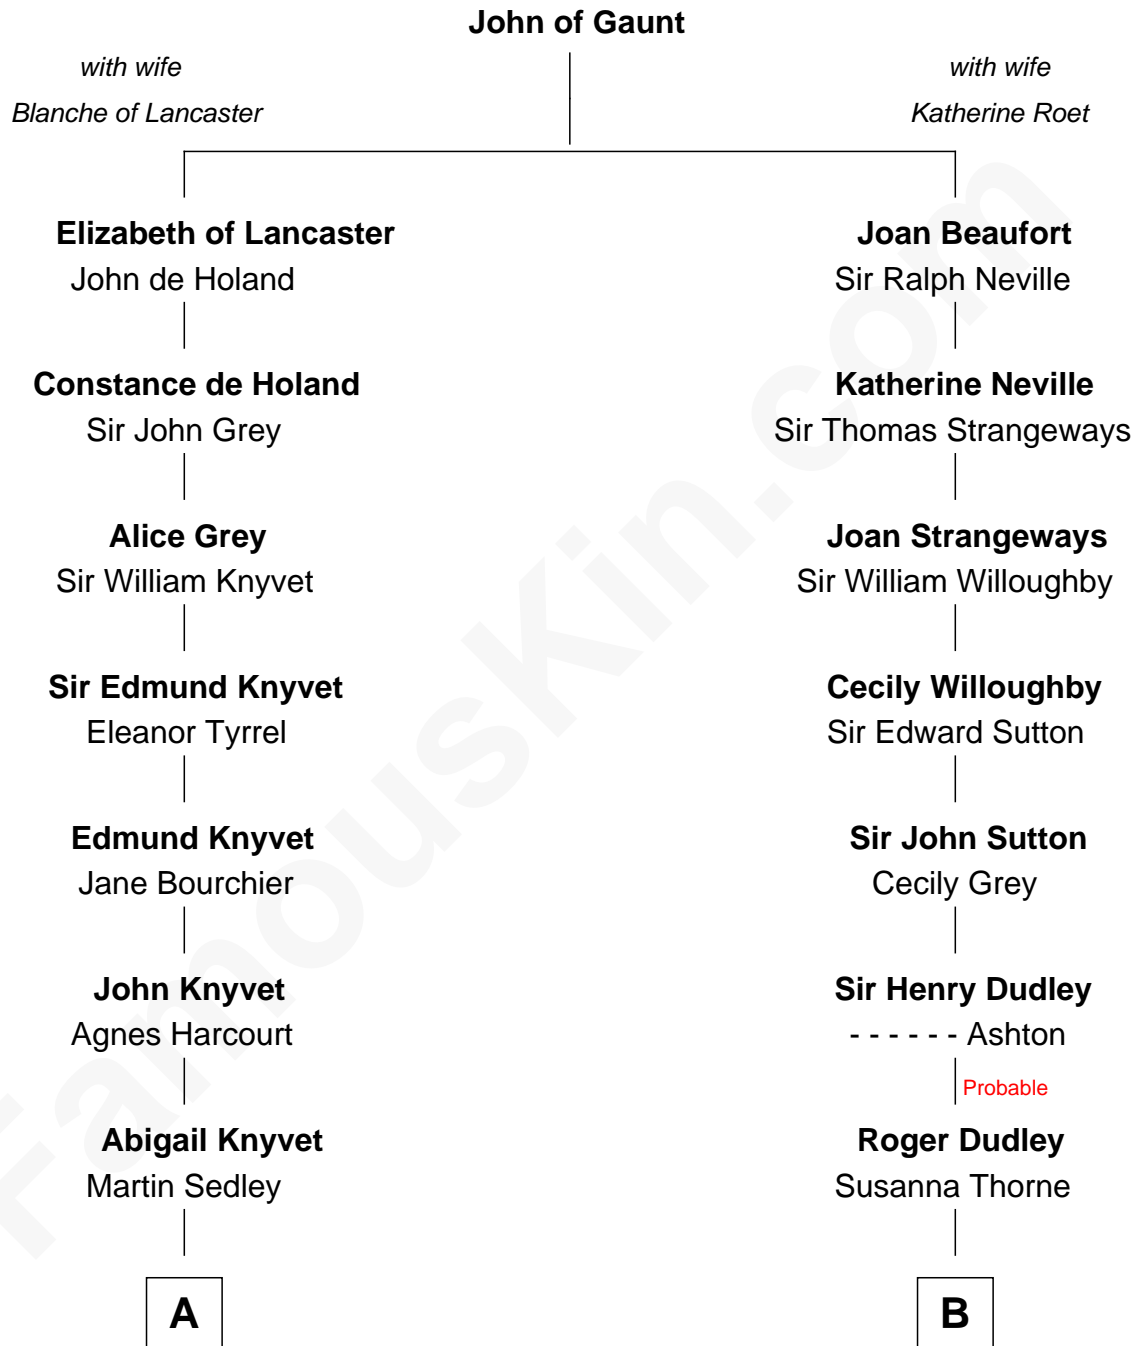 John of Gaunt
with wife
Blanche of Lancaster
with wife
Katherine Roet
Elizabeth of Lancaster
John de Holand
Joan Beaufort
Sir Ralph Neville
Constance de Holand
Sir John Grey
Katherine Neville
Sir Thomas Strangeways
Alice Grey
Sir William Knyvet
Joan Strangeways
Sir William Willoughby
Sir Edmund Knyvet
Eleanor Tyrrel
Cecily Willoughby
Sir Edward Sutton
Edmund Knyvet
Jane Bourchier
Sir John Sutton
Cecily Grey
John Knyvet
Agnes Harcourt
Sir Henry Dudley
- - - - - - Ashton
Probable
Abigail Knyvet
Martin Sedley
Roger Dudley
Susanna Thorne
A
B
FamousKin.com